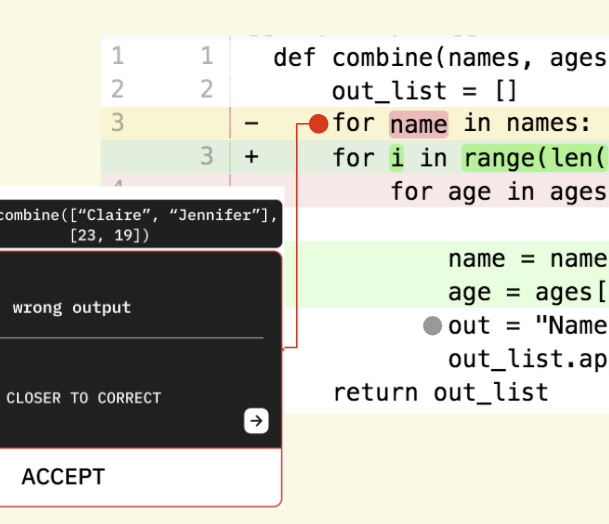 1 1 def combine(names, ages
2 2 out_list = []
3 - for name in names:
3 + for i in range(len(
4 for age in ages
combine(["Claire", "Jennifer"],
[23, 19])
name = name
age = ages[
wrong output
out = "Name
out_list.ap
CLOSER TO CORRECT
return out_list
ACCEPT